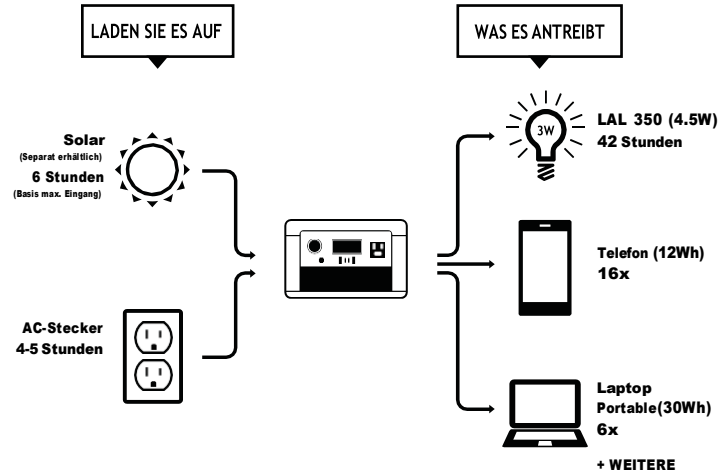 LADEN SIE ES AUF
WAS ES ANTREIBT
Solar
(Separat erhältlich)
6 Stunden
(Basis max. Eingang)
AC-Stecker
4-5 Stunden
3W
LAL 350 (4.5W)
42 Stunden
Telefon (12Wh)
16x
Laptop
Portable(30Wh)
6x
+ WEITERE